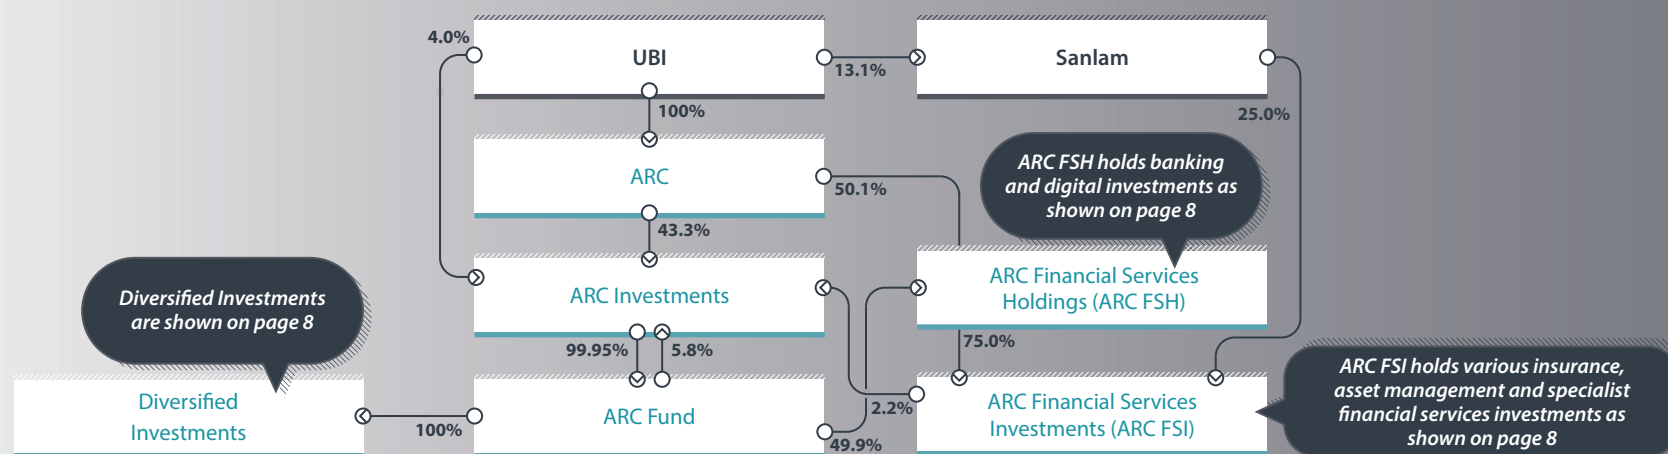 4.0%
UBI
13.1%
Sanlam
100%
25.0%
ARC
50.1%
ARC FSH holds banking
and digital investments as
shown on page 8
43.3%
ARC Investments
ARC Financial Services
Holdings (ARC FSH)
Diversified Investments
are shown on page 8
99.95%
5.8%
75.0%
ARC FSI holds various insurance,
asset management and specialist
financial services investments as
shown on page 8
Diversified
Investments
100%
ARC Fund
49.9%
2.2%
ARC Financial Services
Investments (ARC FSI)